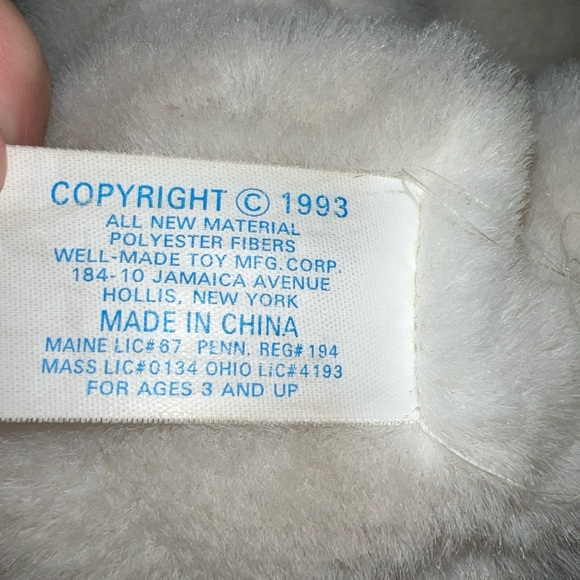 COPYRIGHT © 1993
ALL NEW MATERIAL
POLYESTER FIBERS
WELL-MADE TOY MFG. CORP.
184-10 JAMAICA AVENUE
HOLLIS, NEW YORK
MADE IN CHINA
MAINE LIC# 67 PENN. REG# 194
MASS LIC#0134 OHIO LIC#4193
FOR AGES 3 AND UP